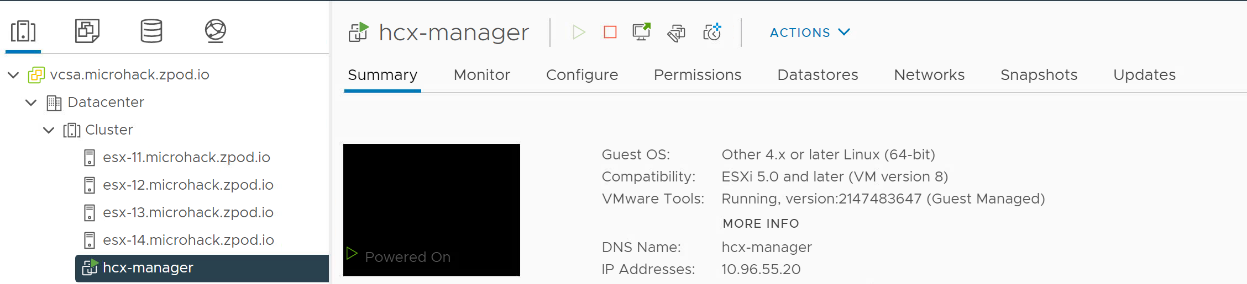 hcx-manager
ACTIONS
Summary Monitor Configure Permissions Datastores Networks Snapshots Updates
vcsa.microhack.zpod.io
Datacenter
Cluster
esx-11.microhack.zpod.io
esx-12.microhack.zpod.io
esx-13.microhack.zpod.io
esx-14.microhack.zpod.io
hcx-manager
Powered On
Guest OS: Other 4.x or later Linux (64-bit)
Compatibility: ESXi 5.0 and later (VM version 8)
VMware Tools: Running, version:2147483647 (Guest Managed)
MORE INFO
DNS Name: hcx-manager
IP Addresses: 10.96.55.20